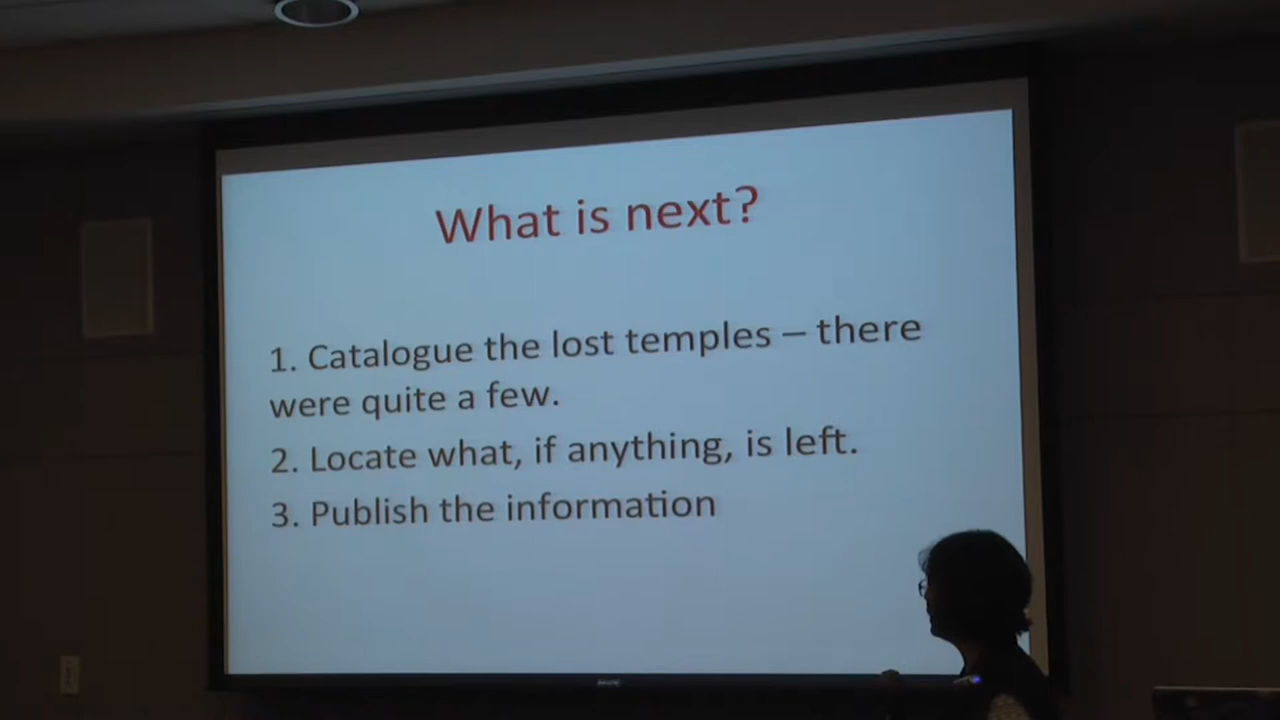 What is next?
1. Catalogue the lost temples – there
were quite a few.
2. Locate what, if anything, is left.
3. Publish the information